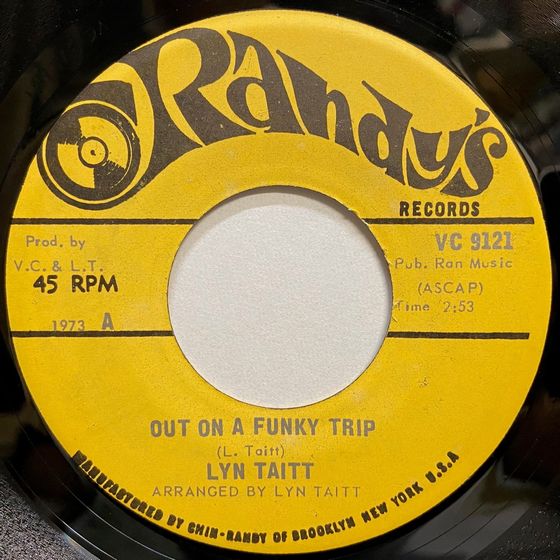 Randy's
RECORDS
Prod. by
V.C. & L.T.
45 RPM
1973 A
VC 9121
Pub. Ran Music
(ASCAP)
Time 2:53
OUT ON A FUNKY TRIP
(L. Taitt)
LYN TAITT
ARRANGED BY LYN TAITT
MANUFACTURED BY CHIN-RANDY OF BROOKLYN NEW YORK U.S.A